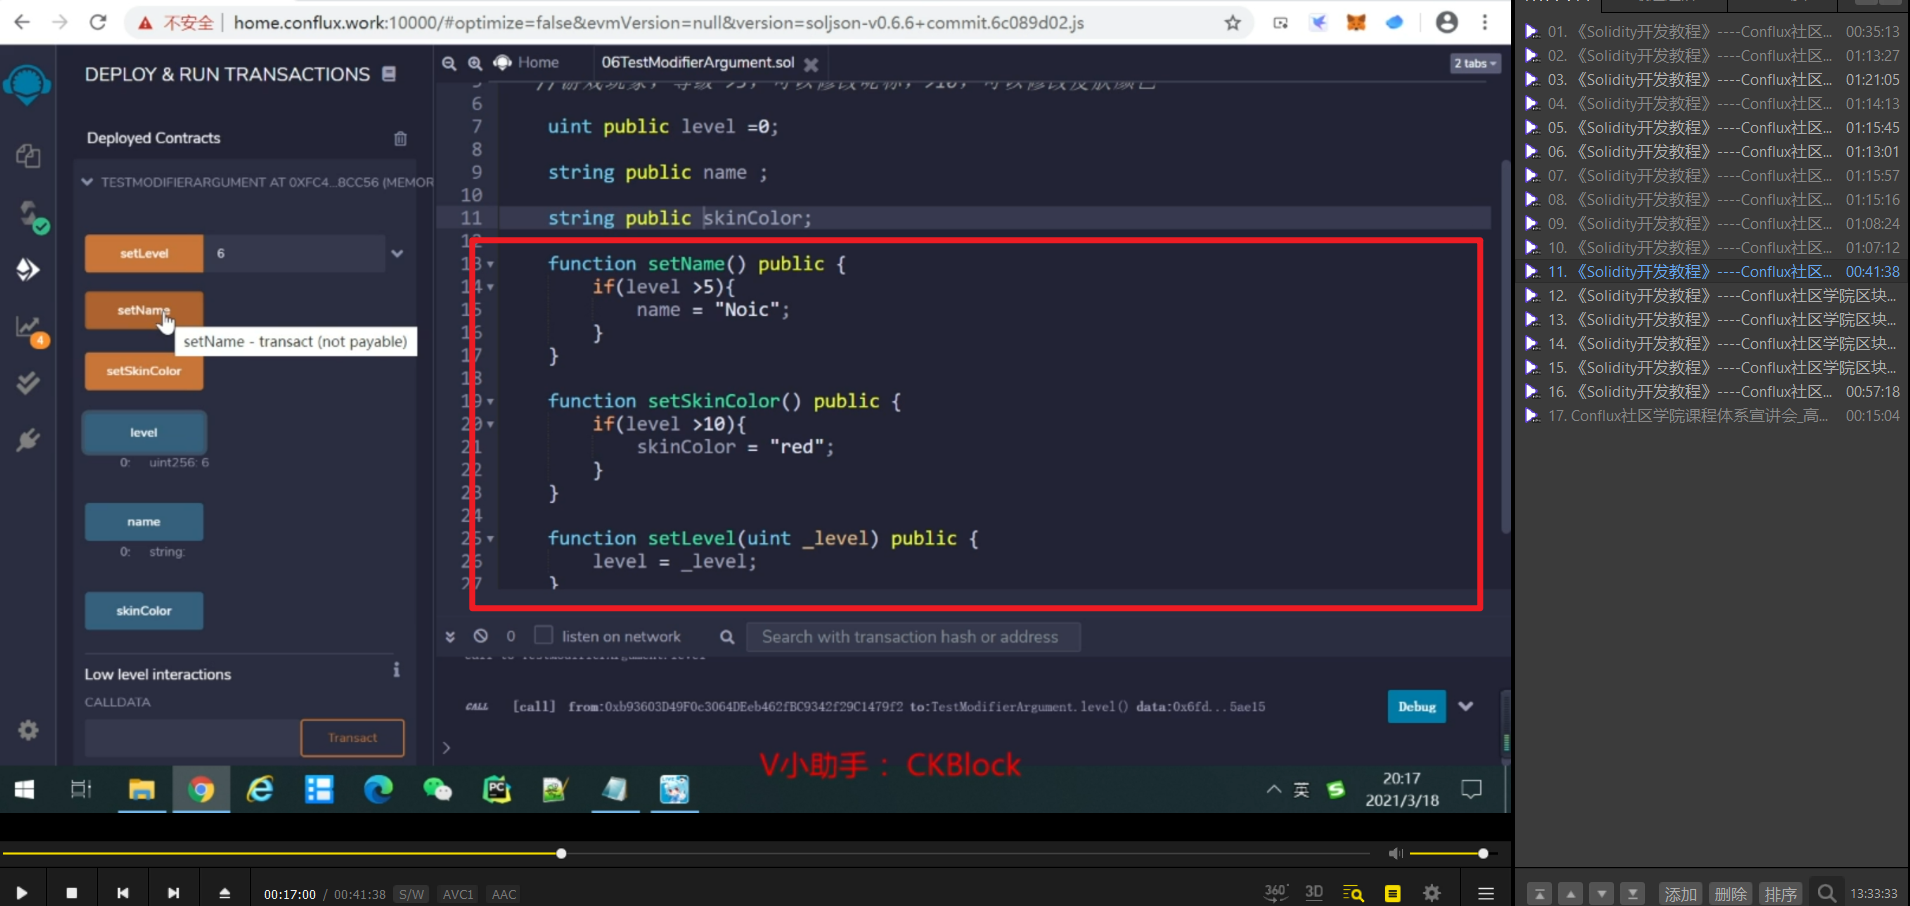 不安全
home.conflux.work:10000/#optimize=false&evmVersion=null&version=soljson-v0.6.6+commit.6c089d02.js
DEPLOY & RUN TRANSACTIONS
Deployed Contracts
TESTMODIFIERARGUMENT AT 0XFC4...8CC56 (MEMOR
setLevel
6
setName
setName - transact (not payable)
setSkinColor
level
0: uint256: 6
name
0: string:
skinColor
Low level interactions
i
CALLDATA
Transact
4
Home
06TestModifierArgument.sol
2 tabs
6
7 uint public level =0;
8
9 string public name ;
10
11 string public skinColor;
12
13 function setName() public {
14 if(level >5){
15 name = "Noic";
16 }
17 }
18
19 function setSkinColor() public {
20 if(level >10){
21 skinColor = "red";
22 }
23 }
24
25 function setLevel(uint _level) public {
26 level = _level;
27 }
0
listen on network
Search with transaction hash or address
CALL [call] from:0xb93603D49F0c3064DEeb462fBC9342f29C1479f2 to:TestModifierArgument.level() data:0x6fd...5ae15
Debug
V小助手： CKBlock
英
20:17
2021/3/18
00:17:00 / 00:41:38 S/W AVC1 AAC
360°
3D
01. 《Solidity开发教程》----Conflux社区... 00:35:13
02. 《Solidity开发教程》----Conflux社区... 01:13:27
03. 《Solidity开发教程》----Conflux社区... 01:21:05
04. 《Solidity开发教程》----Conflux社区... 01:14:13
05. 《Solidity开发教程》----Conflux社区... 01:15:45
06. 《Solidity开发教程》----Conflux社区... 01:13:01
07. 《Solidity开发教程》----Conflux社区... 01:15:57
08. 《Solidity开发教程》----Conflux社区... 01:15:16
09. 《Solidity开发教程》----Conflux社区... 01:08:24
10. 《Solidity开发教程》----Conflux社区... 01:07:12
11. 《Solidity开发教程》----Conflux社区... 00:41:38
12. 《Solidity开发教程》----Conflux社区学院区块...
13. 《Solidity开发教程》----Conflux社区学院区块...
14. 《Solidity开发教程》----Conflux社区学院区块...
15. 《Solidity开发教程》----Conflux社区学院区块...
16. 《Solidity开发教程》----Conflux社区... 00:57:18
17. Conflux社区学院课程体系宣讲会_高... 00:15:04
添加
删除
排序
13:33:33